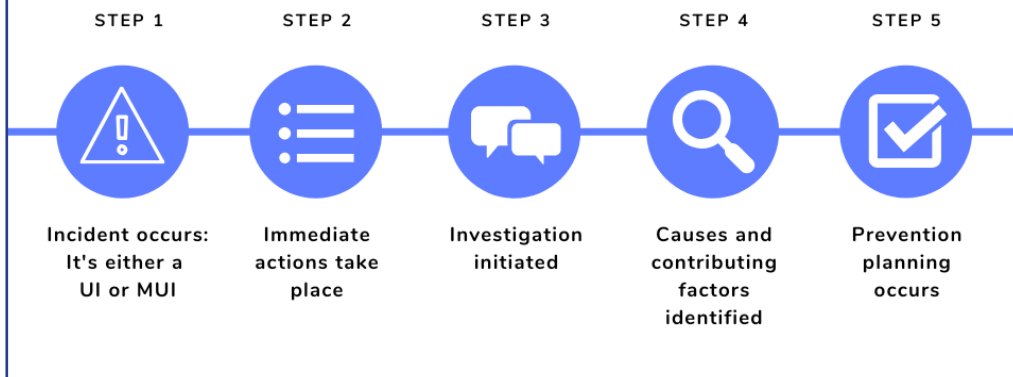 STEP 1
STEP 2
STEP 3
STEP 4
STEP 5
Incident occurs:
It's either a
UI or MUI
Immediate
actions take
place
Investigation
initiated
Causes and
contributing
factors
identified
Prevention
planning
occurs